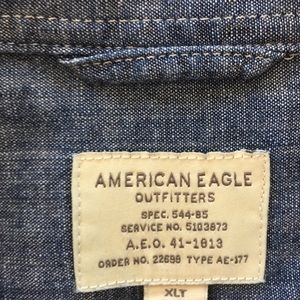 AMERICAN EAGLE
OUTFITTERS
SPEC. 544-85
SERVICE NO. 5103873
A.E.O. 41-1813
ORDER NO. 22698 TYPE AE-177
XLT